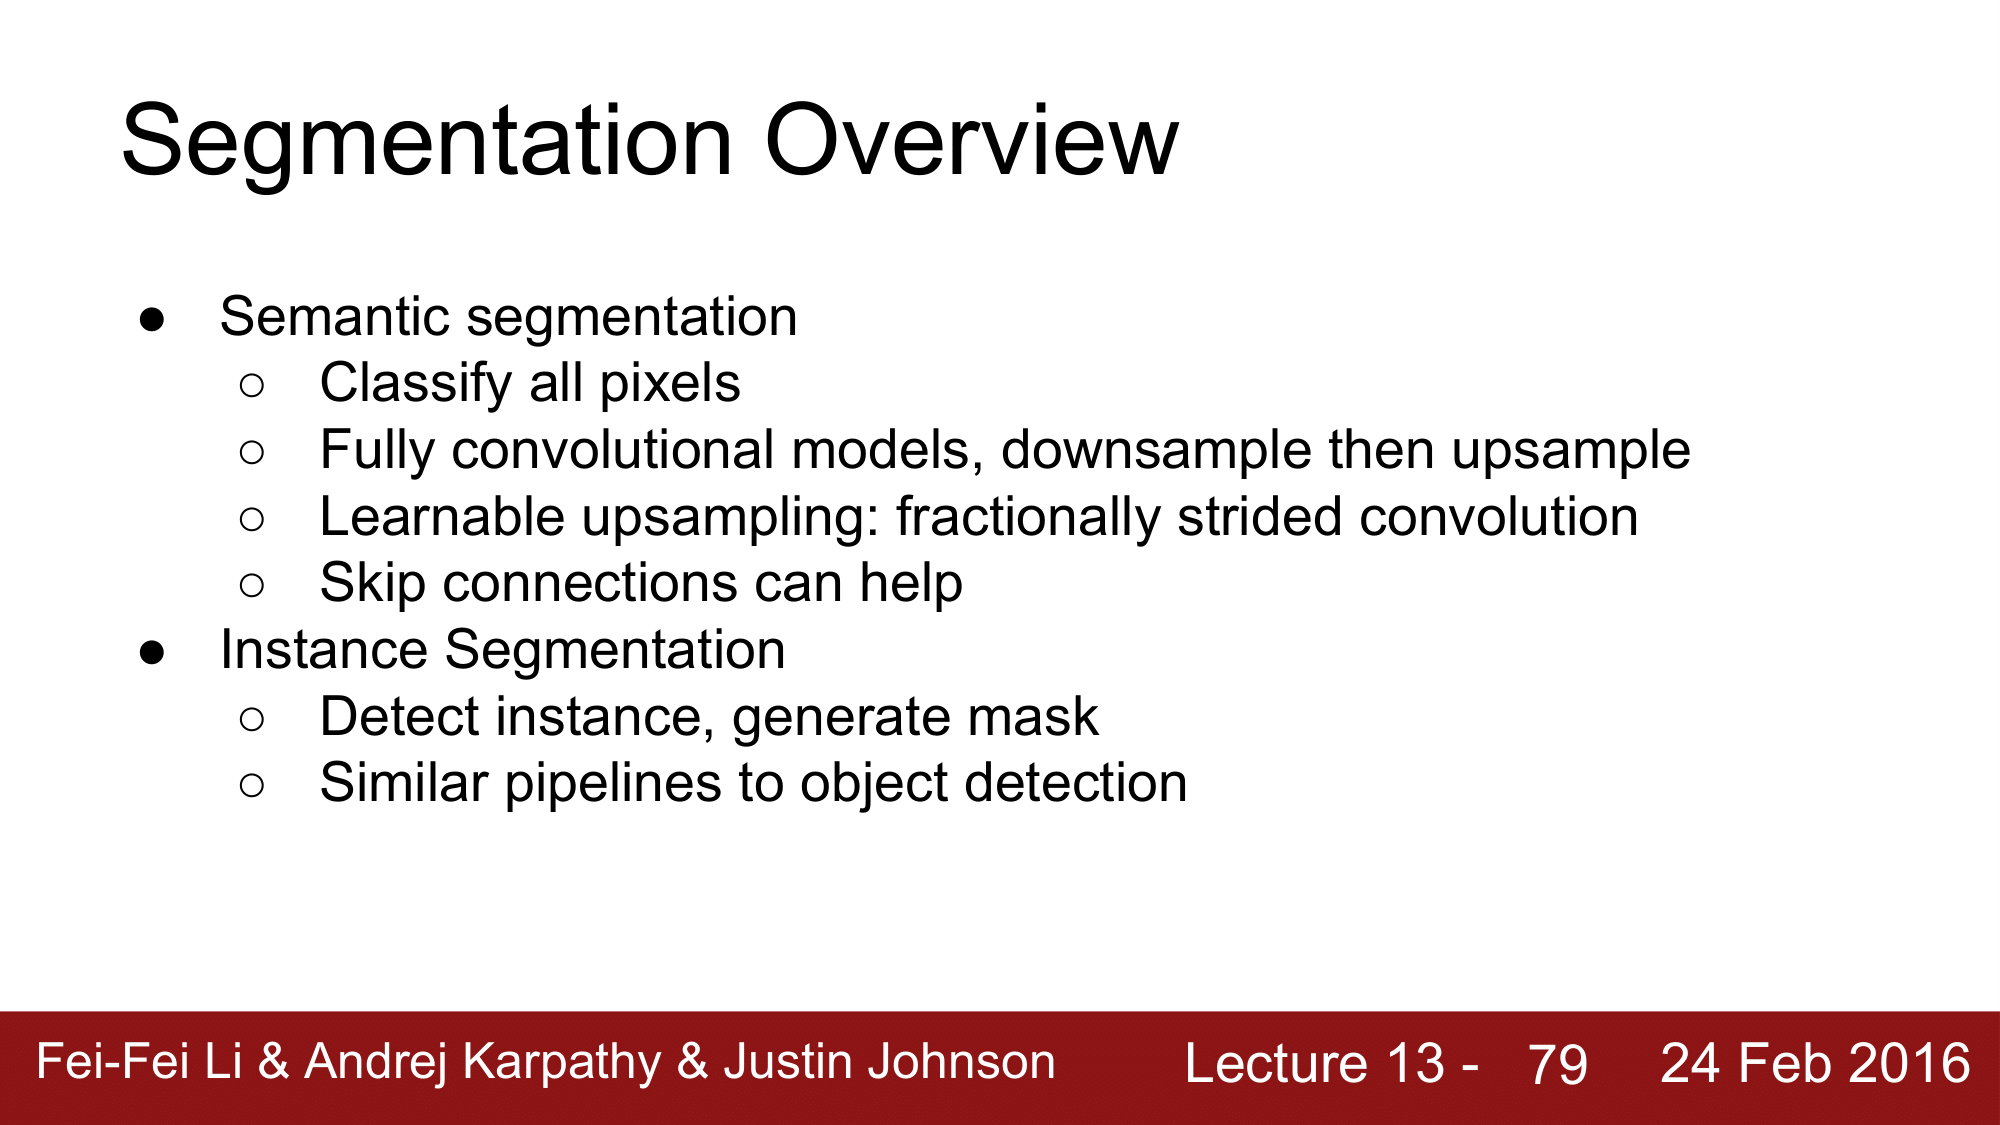 Segmentation Overview
● Semantic segmentation
○ Classify all pixels
○ Fully convolutional models, downsample then upsample
○ Learnable upsampling: fractionally strided convolution
○ Skip connections can help
● Instance Segmentation
○ Detect instance, generate mask
○ Similar pipelines to object detection
Fei-Fei Li & Andrej Karpathy & Justin Johnson Lecture 13 - 79 24 Feb 2016